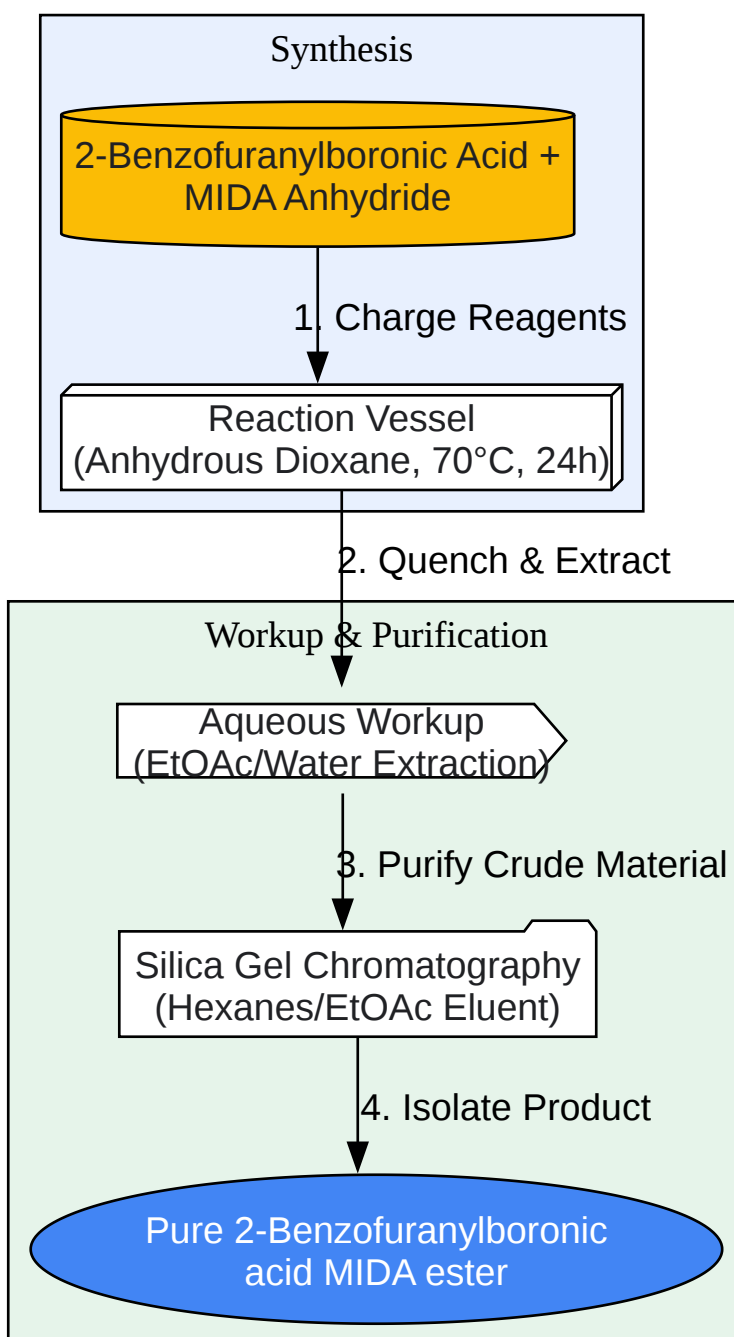 Synthesis
2-Benzofuranylboronic Acid +
MIDA Anhydride
1. Charge Reagents
Reaction Vessel
(Anhydrous Dioxane, 70°C, 24h)
2. Quench & Extract
Workup & Purification
Aqueous Workup
(EtOAc/Water Extraction)
3. Purify Crude Material
Silica Gel Chromatography
(Hexanes/EtOAc Eluent)
4. Isolate Product
Pure 2-Benzofuranylboronic
acid MIDA ester